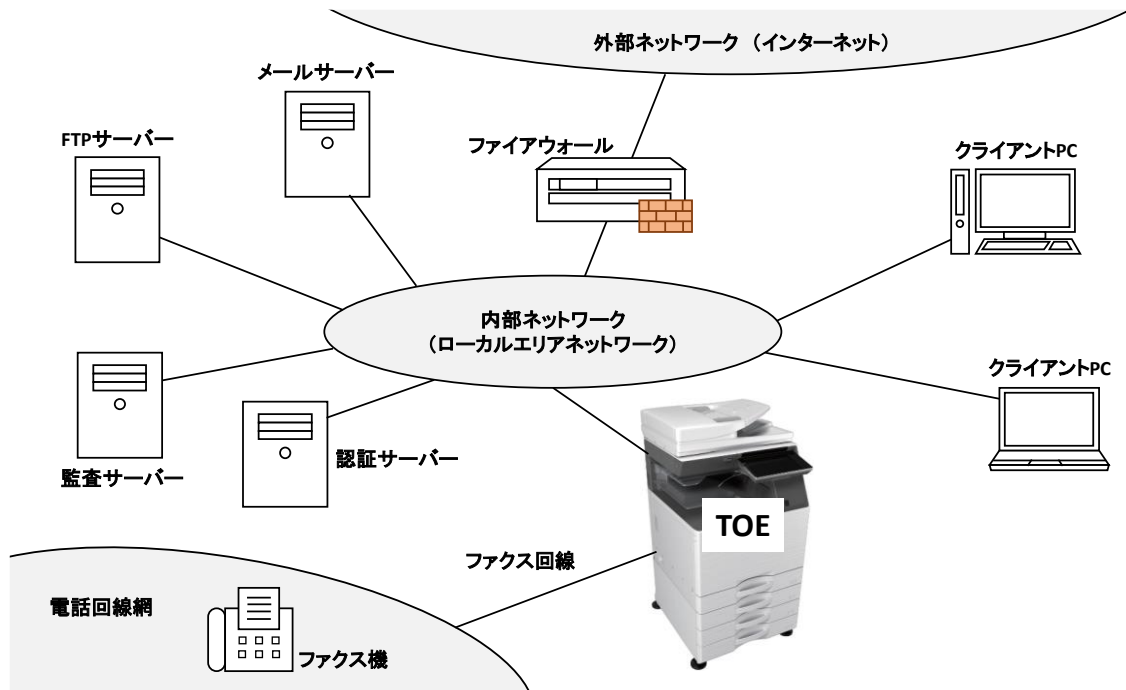 外部ネットワーク （インターネット）
メールサーバー
FTPサーバー
ファイアウォール
クライアントPC
内部ネットワーク
（ローカルエリアネットワーク）
クライアントPC
監査サーバー
認証サーバー
TOE
ファクス回線
電話回線網
ファクス機